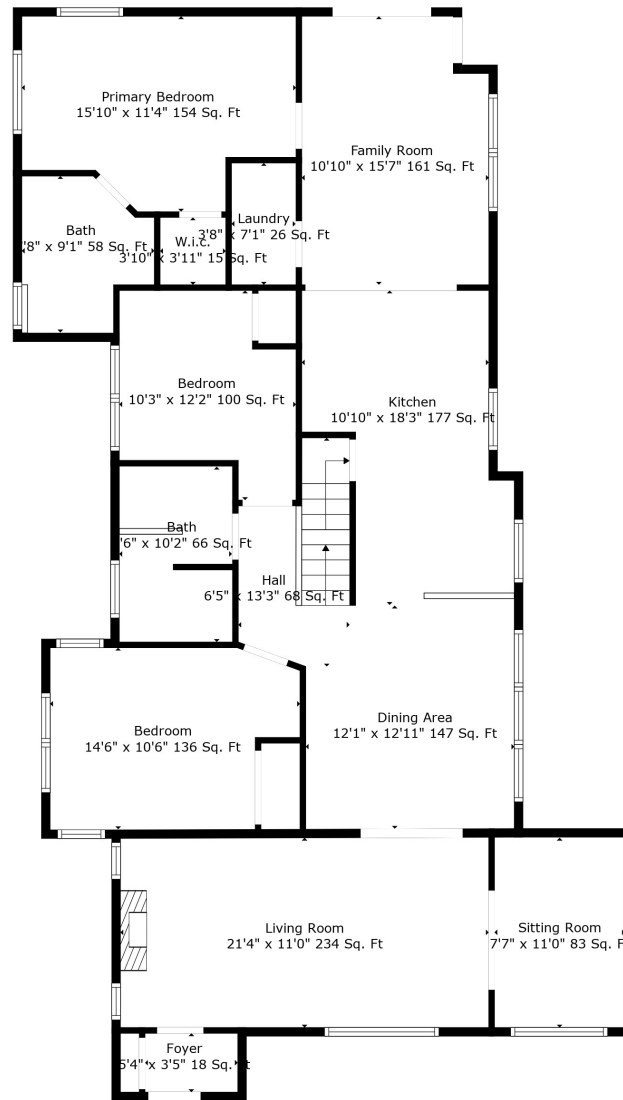 Primary Bedroom
15'10" x 11'4" 154 Sq. Ft
Family Room
10'10" x 15'7" 161 Sq. Ft
Bath
'8" x 9'1" 58 Sq. Ft
W.i.c.
3'10" x 3'11" 15 Sq. Ft
Laundry
3'8" x 7'1" 26 Sq. Ft
Bedroom
10'3" x 12'2" 100 Sq. Ft
Kitchen
10'10" x 18'3" 177 Sq. Ft
Bath
'6" x 10'2" 66 Sq. Ft
Hall
6'5" x 13'3" 68 Sq. Ft
Bedroom
14'6" x 10'6" 136 Sq. Ft
Dining Area
12'1" x 12'11" 147 Sq. Ft
Living Room
21'4" x 11'0" 234 Sq. Ft
Sitting Room
7'7" x 11'0" 83 Sq. F
Foyer
5'4" x 3'5" 18 Sq. Ft